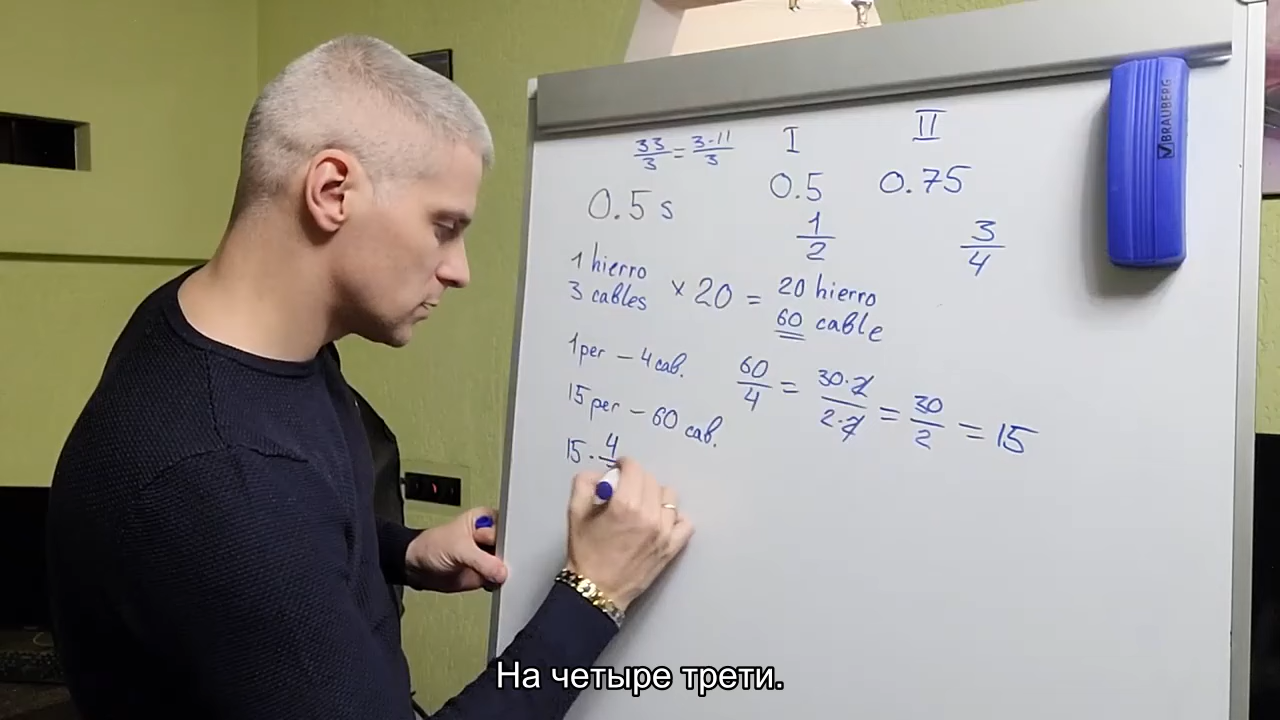 33/3 = 3·11/3
I II
0.5 s 0.5 0.75
1/2 3/4
1 hierro
3 cables × 20 = 20 hierro
60 cable
1 per – 4 cav. 60/4 = 30·2/2·2 = 30/2 = 15
15 per – 60 cav.
15 · 4
BRAUBERG
На четыре трети.